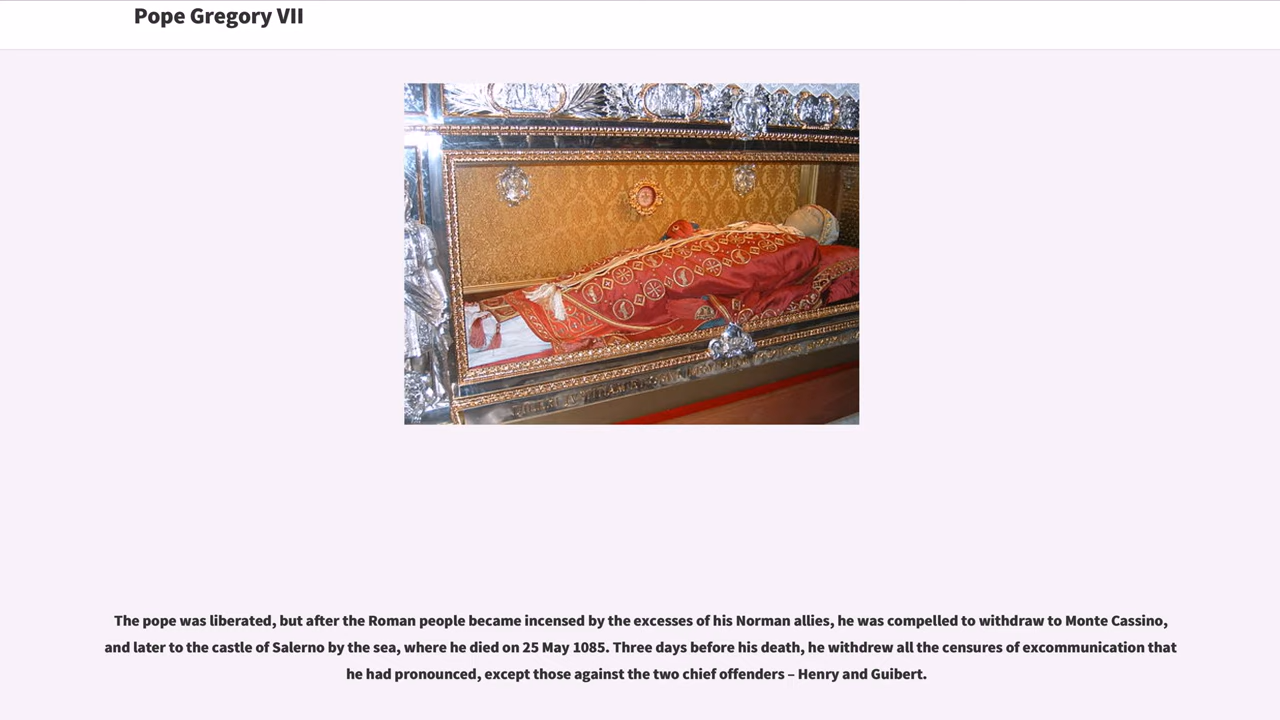 Pope Gregory VII
The pope was liberated, but after the Roman people became incensed by the excesses of his Norman allies, he was compelled to withdraw to Monte Cassino,
and later to the castle of Salerno by the sea, where he died on 25 May 1085. Three days before his death, he withdrew all the censures of excommunication that
he had pronounced, except those against the two chief offenders – Henry and Guibert.